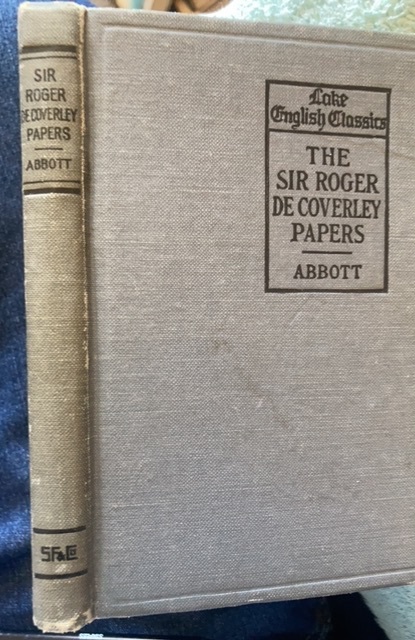 SIR
ROGER
DE COVERLEY
PAPERS
ABBOTT
SF&Co
Lake
English Classics
THE
SIR ROGER
DE COVERLEY
PAPERS
ABBOTT